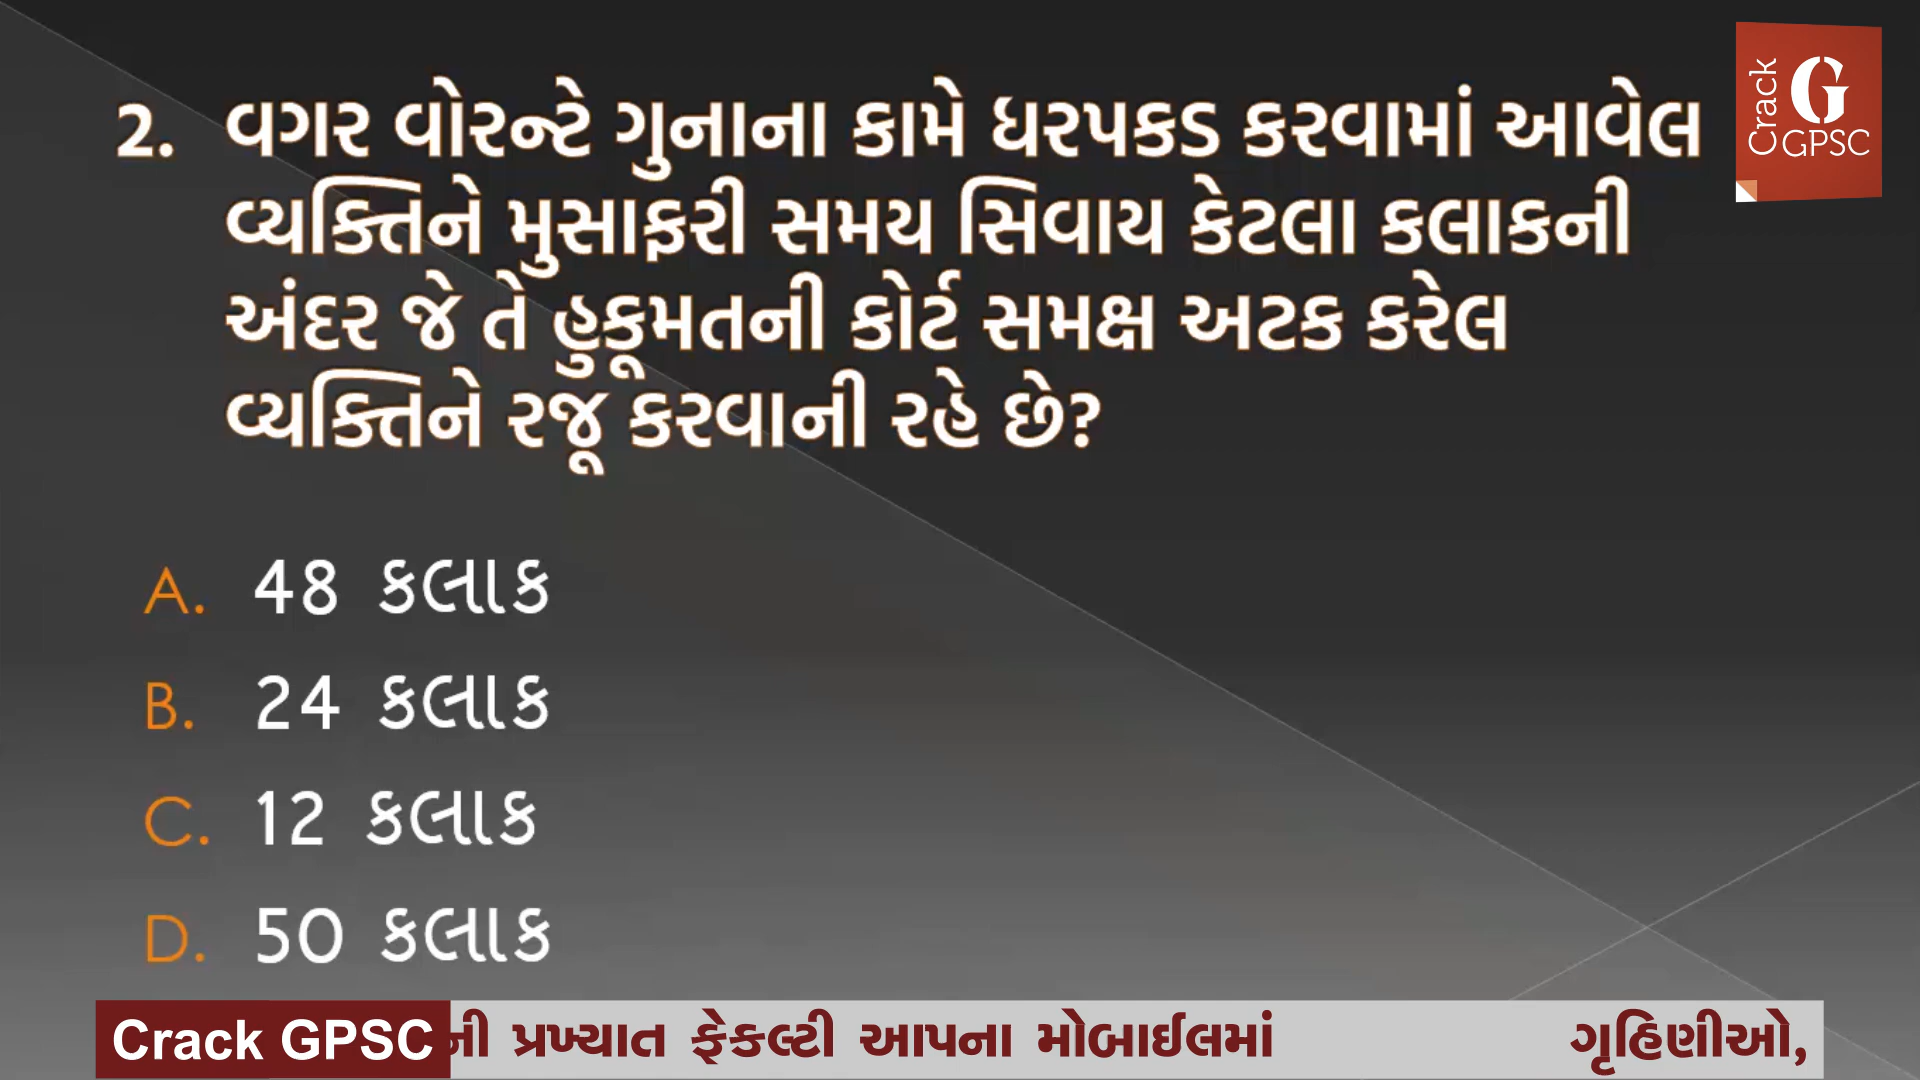 2. વગર વોરન્ટે ગુનાના કામે ધરપકડ કરવામાં આવેલ
વ્યક્તિને મુસાફરી સમય સિવાય કેટલા કલાકની
અંદર જે તે હુકૂમતની કોર્ટ સમક્ષ અટક કરેલ
વ્યક્તિને રજૂ કરવાની રહે છે?
A. 48 કલાક
B. 24 કલાક
C. 12 કલાક
D. 50 કલાક
Crack GPSC
Crack GPSC ની પ્રખ્યાત ફેકલ્ટી આપના મોબાઈલમાં ગૃહિણીઓ,